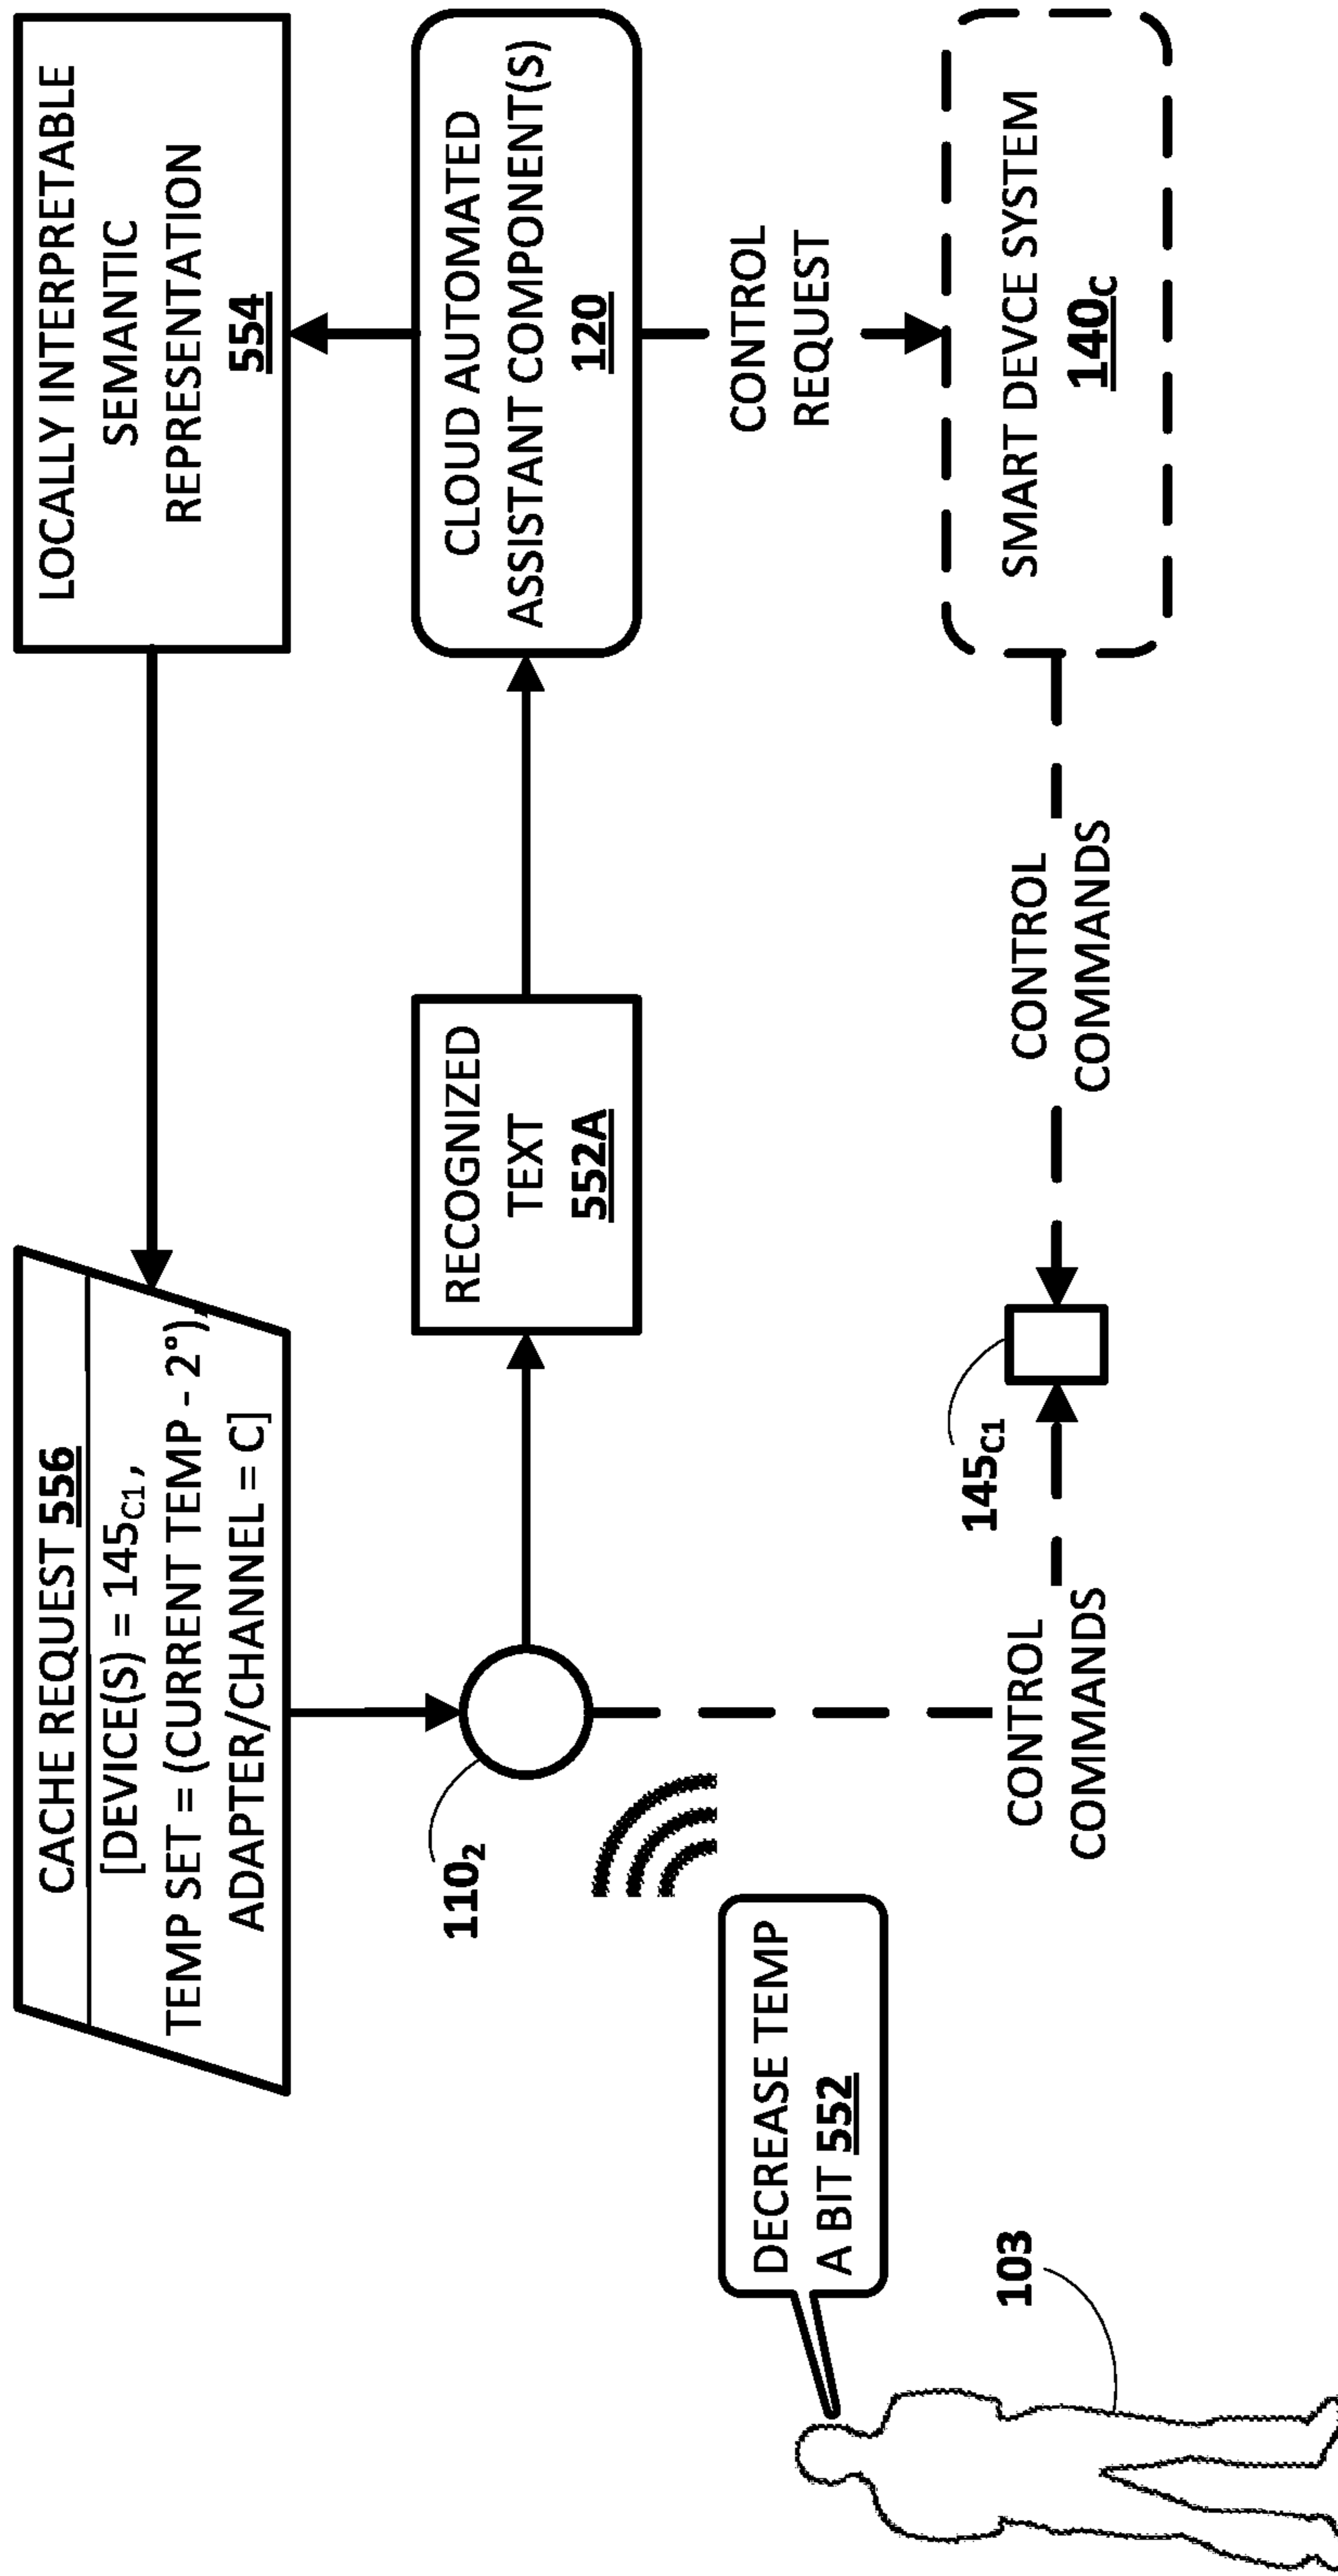 CACHE REQUEST 556
[DEVICE(S) = 145C1,
TEMP SET = (CURRENT TEMP - 2°),
ADAPTER/CHANNEL = C]
LOCALLY INTERPRETABLE
SEMANTIC
REPRESENTATION
554
110₂
RECOGNIZED
TEXT
552A
CLOUD AUTOMATED
ASSISTANT COMPONENT(S)
120
DECREASE TEMP
A BIT 552
CONTROL
REQUEST
103
CONTROL
COMMANDS
145C1
CONTROL
COMMANDS
SMART DEVCE SYSTEM
140C